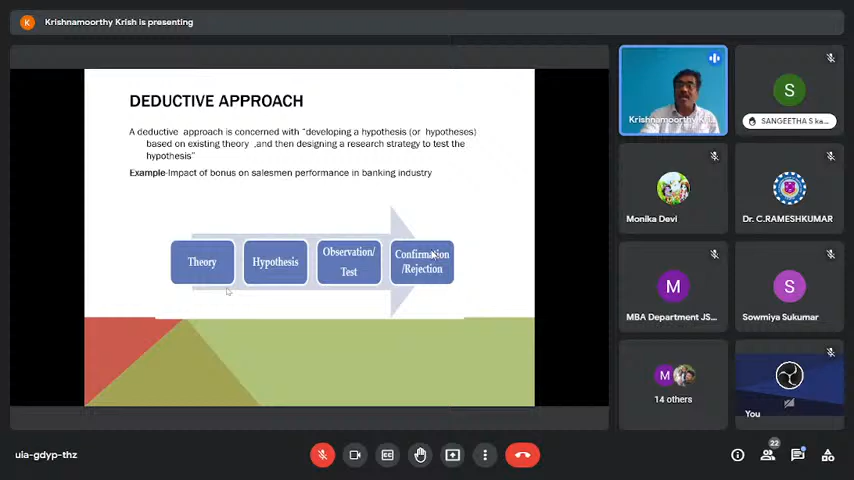 K Krishnamoorthy Krish is presenting
DEDUCTIVE APPROACH
A deductive approach is concerned with "developing a hypothesis (or hypotheses)
based on existing theory ,and then designing a research strategy to test the
hypothesis"
Example-Impact of bonus on salesmen performance in banking industry
Theory
Hypothesis
Observation/
Test
Confirmation
/Rejection
Krishnamoorthy
S
SANGEETHA S ka...
Monika Devi
Dr. C.RAMESHKUMAR
M
MBA Department JS...
S
Sowmiya Sukumar
M
14 others
You
uia-gdyp-thz
CC
22